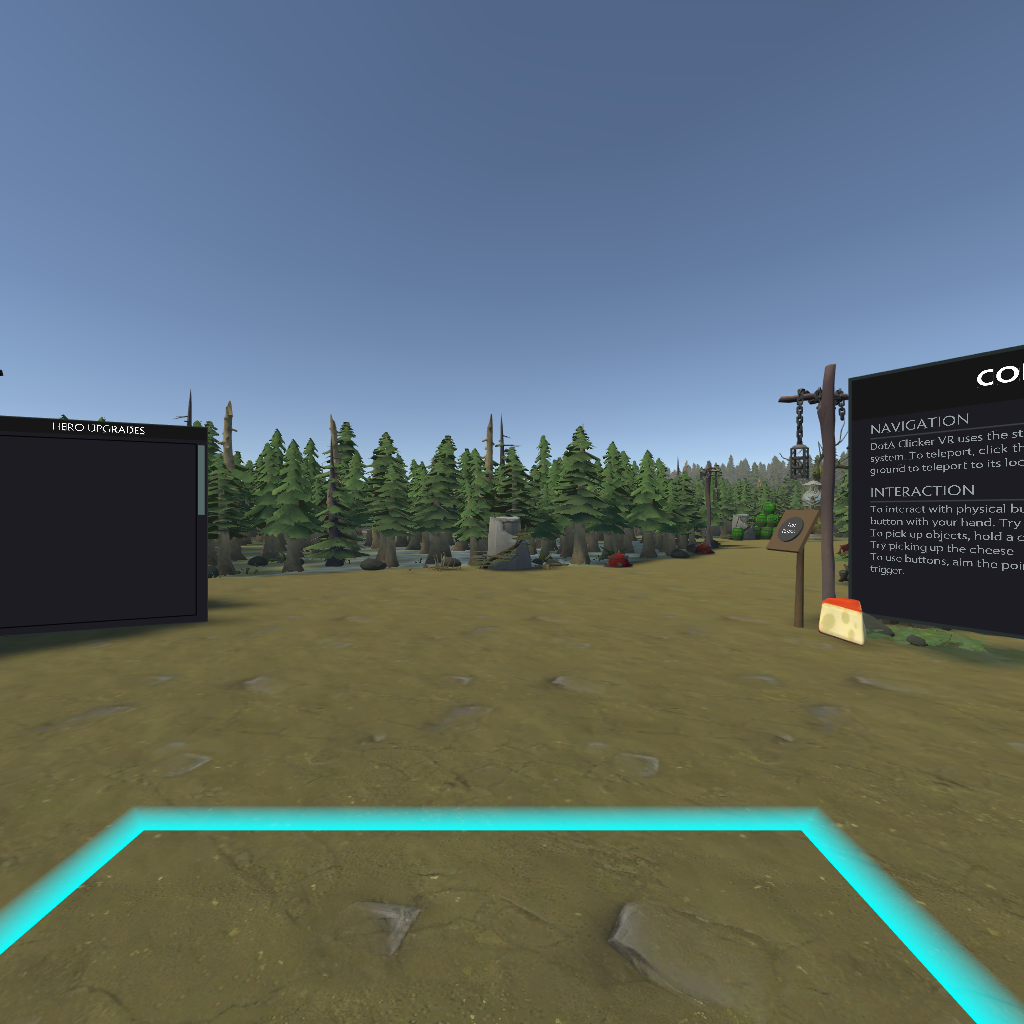 HERO UPGRADES
CO
NAVIGATION
DotA Clicker VR uses the st
system. To teleport, click th
ground to teleport to its loc
INTERACTION
To interact with physical bu
button with your hand. Try
To pick up objects, hold a c
Try picking up the cheese
To use buttons, aim the poin
trigger.